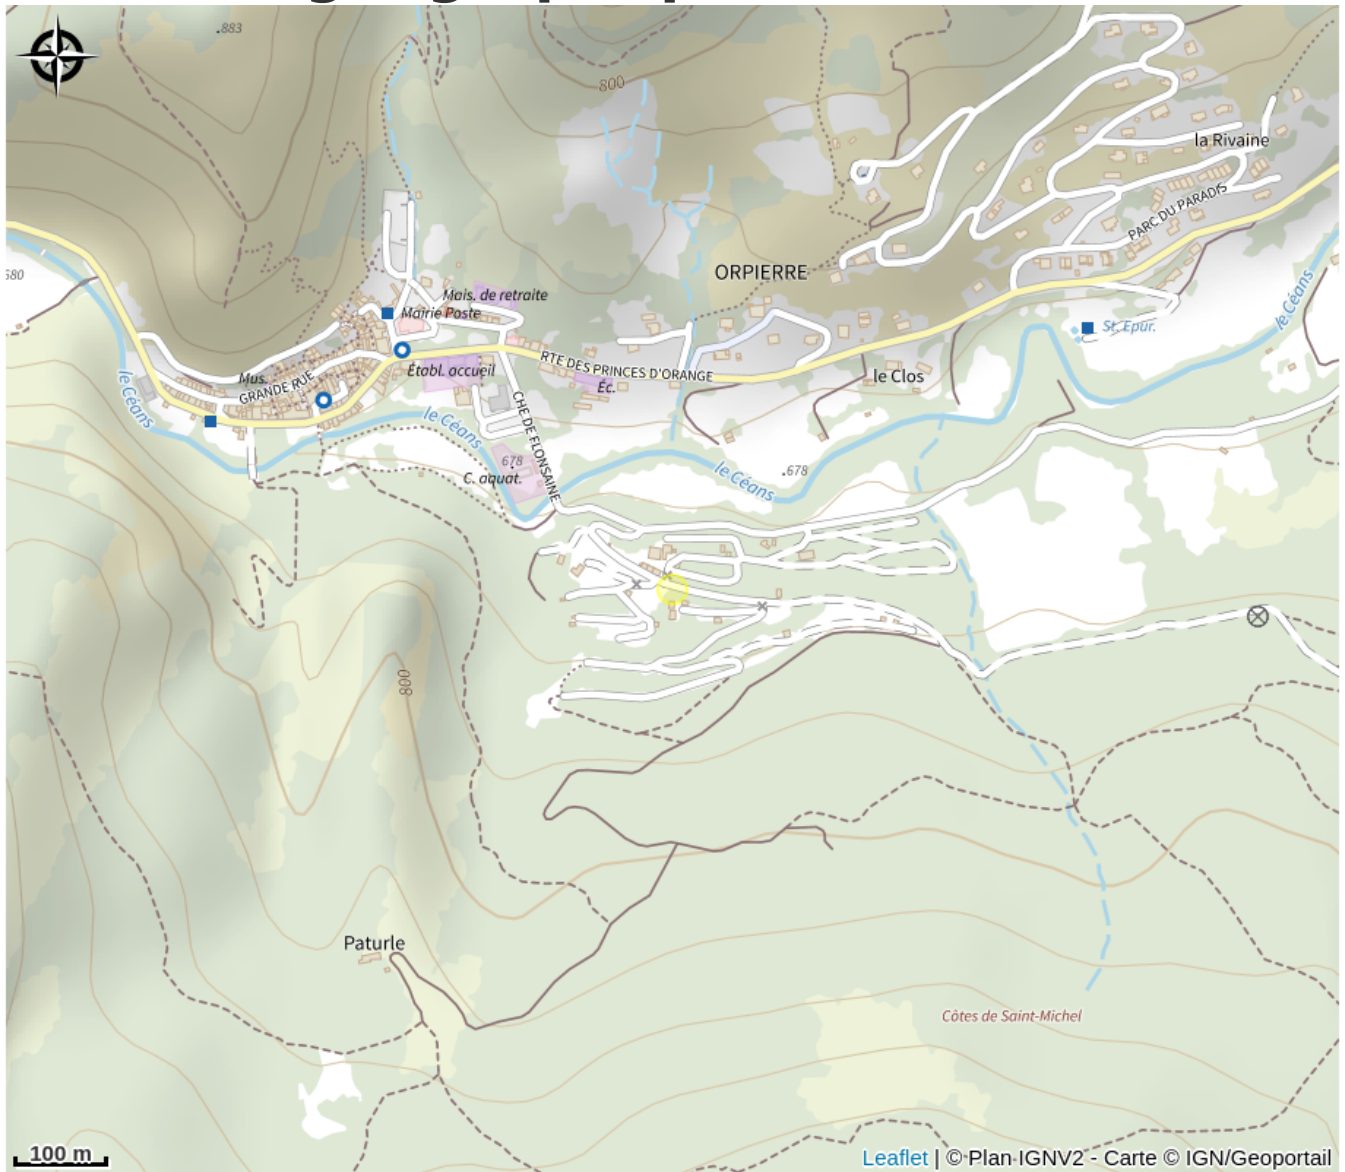 .883
800
la Rivaine
PARC DU PARADIS
680
ORPIERRE
le Céans
Mais. de retraite
Mairie Poste
St. Epur.
RTE DES PRINCES D'ORANGE
Établ. accueil
Mus.
GRANDE RUE
Éc.
le Clos
le Céans
le Céans
CHE DE FLONSAINE
678
C. aquat.
le Céans
.678
800
Paturle
Côtes de Saint-Michel
100 m
Leaflet | © Plan IGNV2 - Carte © IGN/Geoportail